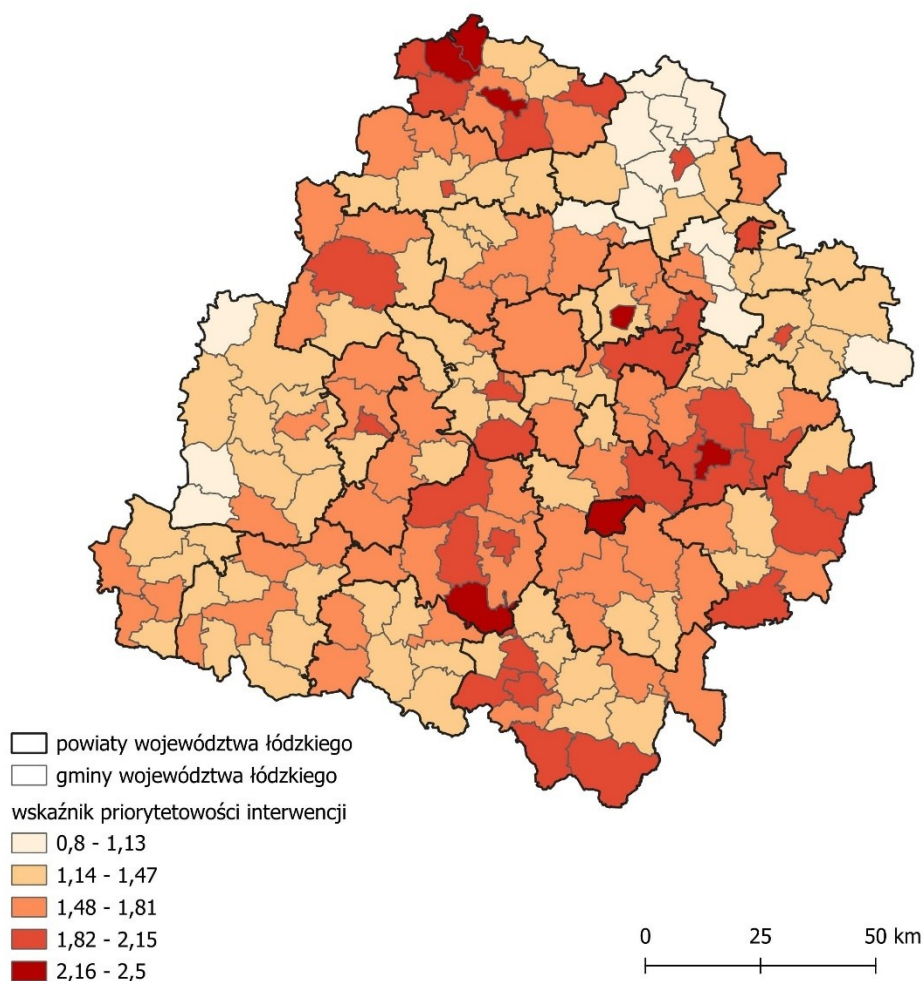 powiaty województwa łódzkiego
gminy województwa łódzkiego
wskaźnik priorytetowości interwencji
0,8 - 1,13
1,14 - 1,47
1,48 - 1,81
1,82 - 2,15
2,16 - 2,5
0 25 50 km